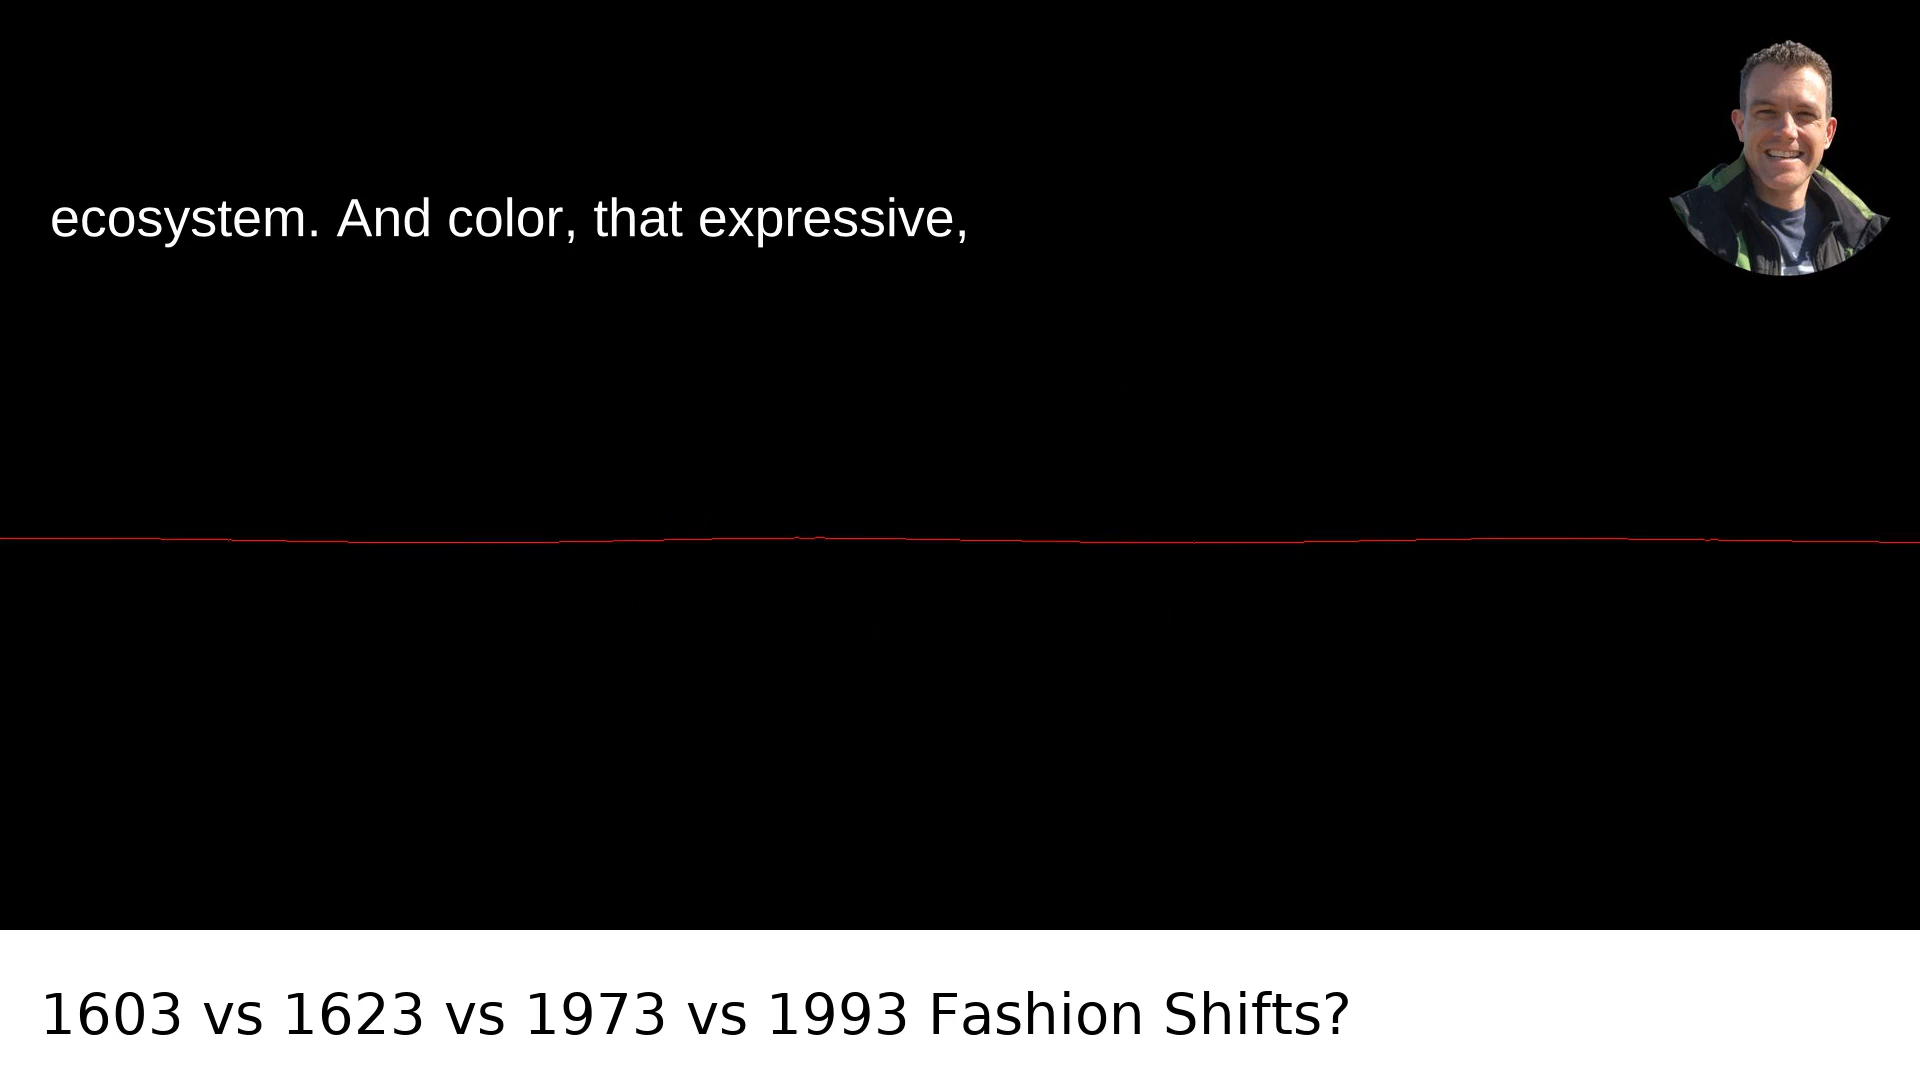 ecosystem. And color, that expressive,
1603 vs 1623 vs 1973 vs 1993 Fashion Shifts?